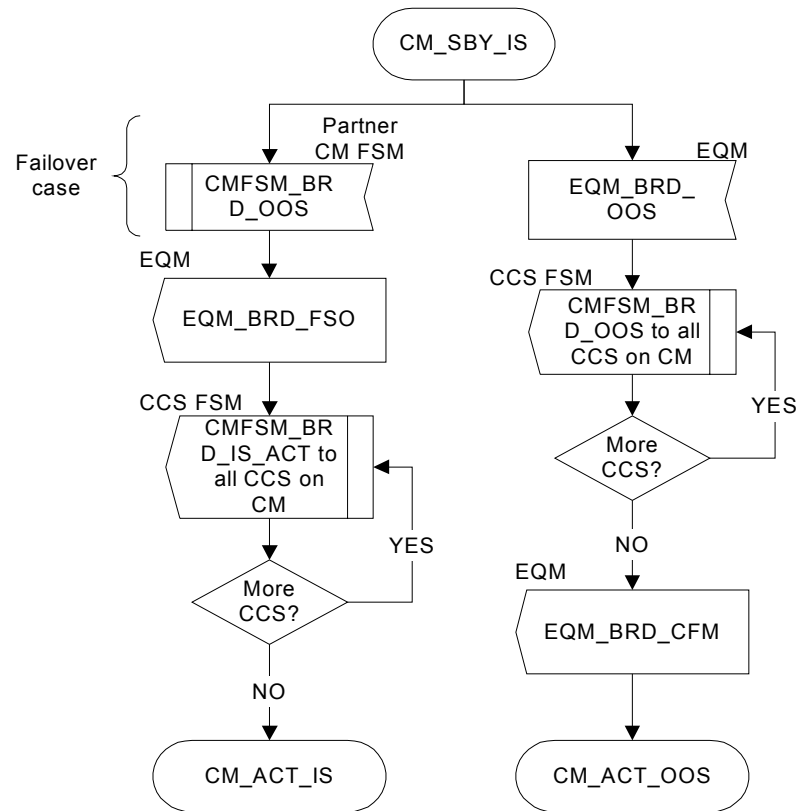 CM_SBY_IS
Failover
case
Partner
CM FSM
CMFSM_BR
D_OOS
EQM
EQM_BRD_FSO
CCS FSM
CMFSM_BR
D_IS_ACT to
all CCS on
CM
YES
More
CCS?
NO
CM_ACT_IS
EQM
EQM_BRD_
OOS
CCS FSM
CMFSM_BR
D_OOS to all
CCS on CM
YES
More
CCS?
NO
EQM
EQM_BRD_CFM
CM_ACT_OOS